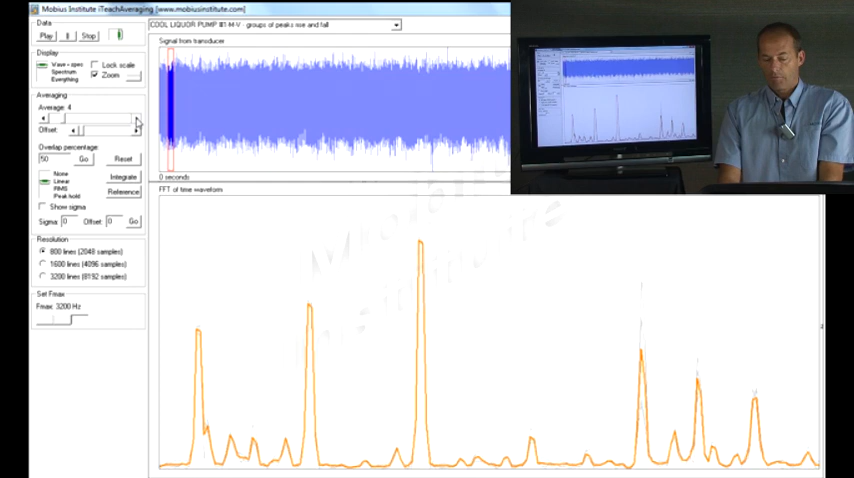 Mobius Institute iTeachAveraging [www.mobiusinstitute.com]
Data
Play
II
Stop
COOL LIQUOR PUMP #1-M-V - groups of peaks rise and fall
Signal from transducer
Display
Wave + spec
Spectrum
Everything
Lock scale
Zoom
Averaging
Average: 4
Offset:
Overlap percentage:
50
Go
Reset
None
Linear
RMS
Peak hold
Integrate
Reference
Show sigma
Sigma: 0
Offset: 0
Go
0 seconds
FFT of time waveform
Mobius
Institute
Resolution
800 lines (2048 samples)
1600 lines (4096 samples)
3200 lines (8192 samples)
Set Fmax
Fmax: 3200 Hz